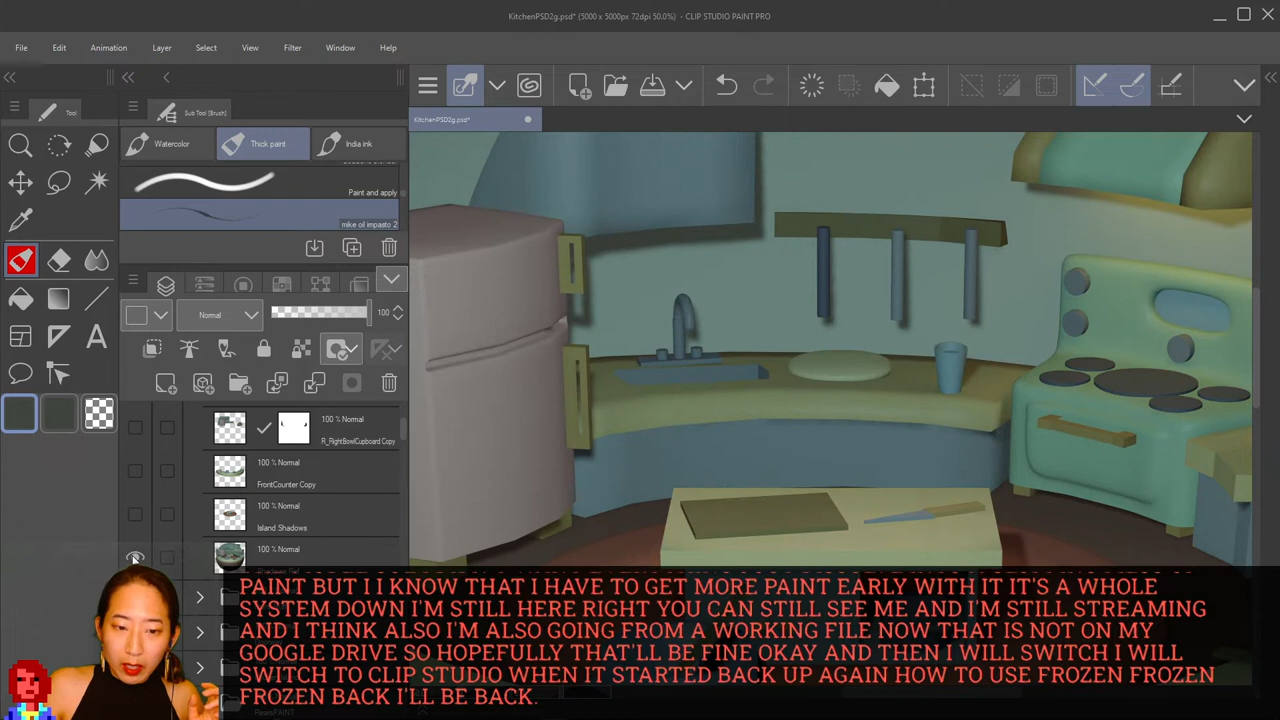 KitchenPSD2g.psd* (5000 x 5000px 72dpi 50.0%) - CLIP STUDIO PAINT PRO
File Edit Animation Layer Select View Filter Window Help
Tool
Sub Tool [Brush]
KitchenPSD2g.psd*
Watercolor
Thick paint
India ink
Paint and apply
mike oil impasto 2
Normal
100
100 % Normal
R_RightBowlCupboard Copy
100 % Normal
FrontCounter Copy
100 % Normal
Island Shadows
100 % Normal
PAINT BUT I I KNOW THAT I HAVE TO GET MORE PAINT EARLY WITH IT IT'S A WHOLE
SYSTEM DOWN I'M STILL HERE RIGHT YOU CAN STILL SEE ME AND I'M STILL STREAMING
AND I THINK ALSO I'M ALSO GOING FROM A WORKING FILE NOW THAT IS NOT ON MY
GOOGLE DRIVE SO HOPEFULLY THAT'LL BE FINE OKAY AND THEN I WILL SWITCH I WILL
SWITCH TO CLIP STUDIO WHEN IT STARTED BACK UP AGAIN HOW TO USE FROZEN FROZEN
FROZEN BACK I'LL BE BACK.